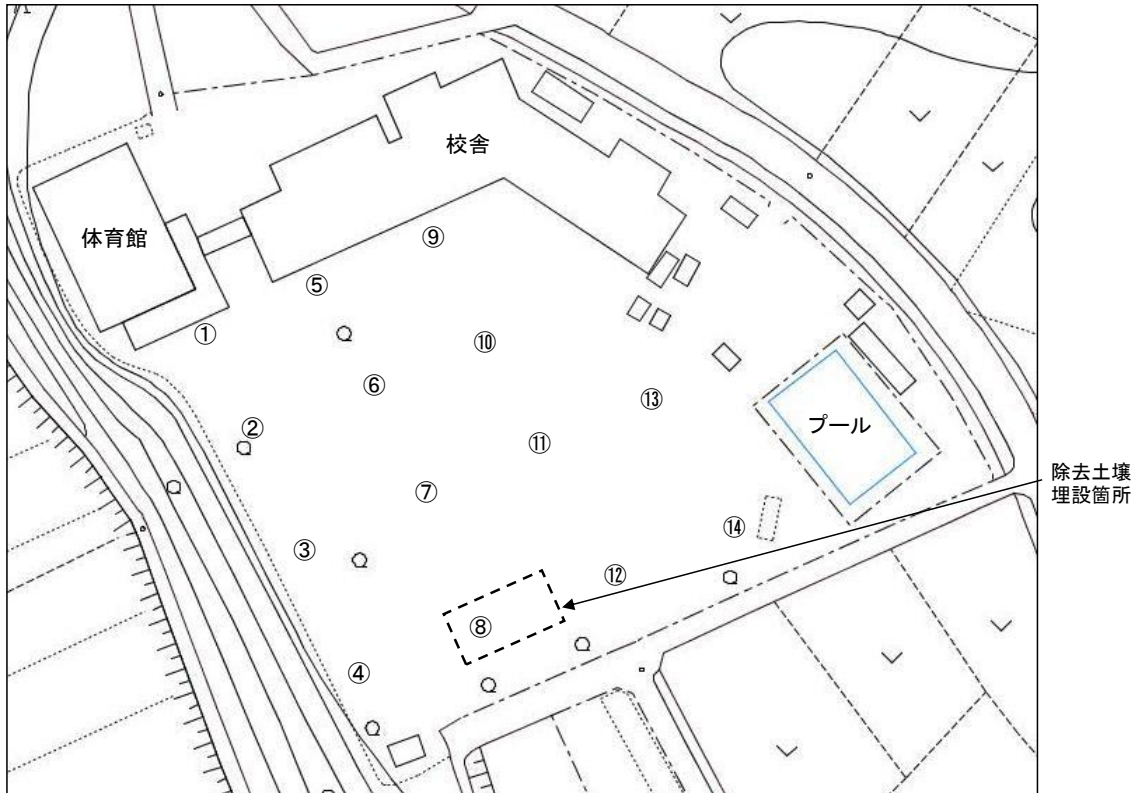 校舎
体育館
⑨
⑤
①
⑩
⑥
⑬
②
プール
⑪
除去土壌
埋設箇所
⑦
⑭
③
⑫
⑧
④